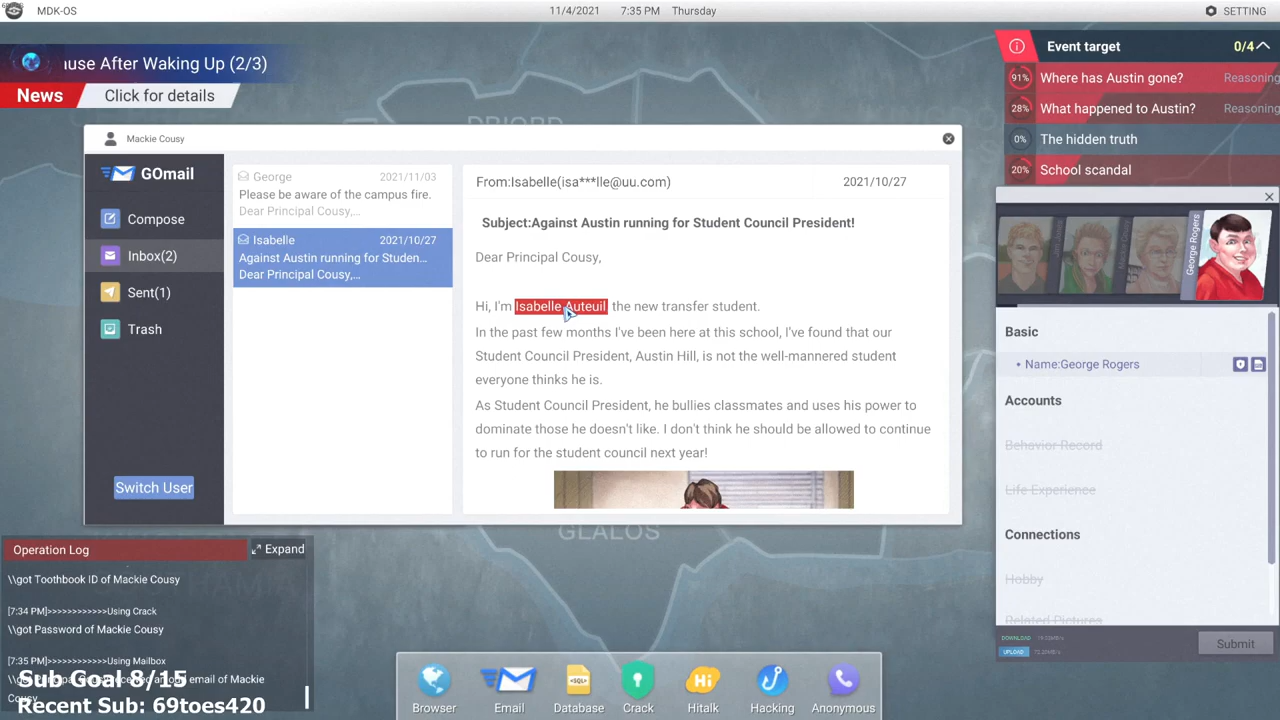 MDK-OS
11/4/2021 7:35 PM Thursday
SETTING
ause After Waking Up (2/3)
News Click for details
DRIORD
GLALOS
Event target 0/4
91% Where has Austin gone? Reasoning
28% What happened to Austin? Reasoning
0% The hidden truth
20% School scandal
Mackie Cousy
GOmail
Compose
Inbox(2)
Sent(1)
Trash
Switch User
George 2021/11/03
Please be aware of the campus fire.
Dear Principal Cousy,...
Isabelle 2021/10/27
Against Austin running for Studen...
Dear Principal Cousy,...
From:Isabelle(isa***lle@uu.com) 2021/10/27
Subject:Against Austin running for Student Council President!
Dear Principal Cousy,
Hi, I'm Isabelle Auteuil the new transfer student.
In the past few months I've been here at this school, I've found that our
Student Council President, Austin Hill, is not the well-mannered student
everyone thinks he is.
As Student Council President, he bullies classmates and uses his power to
dominate those he doesn't like. I don't think he should be allowed to continue
to run for the student council next year!
George Rogers
Basic
• Name:George Rogers
Accounts
Behavior Record
Life Experience
Connections
Hobby
Related Pictures
DOWNLOAD
UPLOAD
Submit
Operation Log Expand
\\got Toothbook ID of Mackie Cousy
[7:34 PM]>>>>>>>>>>>>Using Crack
\\got Password of Mackie Cousy
[7:35 PM]>>>>>>>>>>>>Using Mailbox
email of Mackie
Cousy
Sub Goal 8/15
Recent Sub: 69toes420
Browser
Email
Database
Crack
Hitalk
Hacking
Anonymous